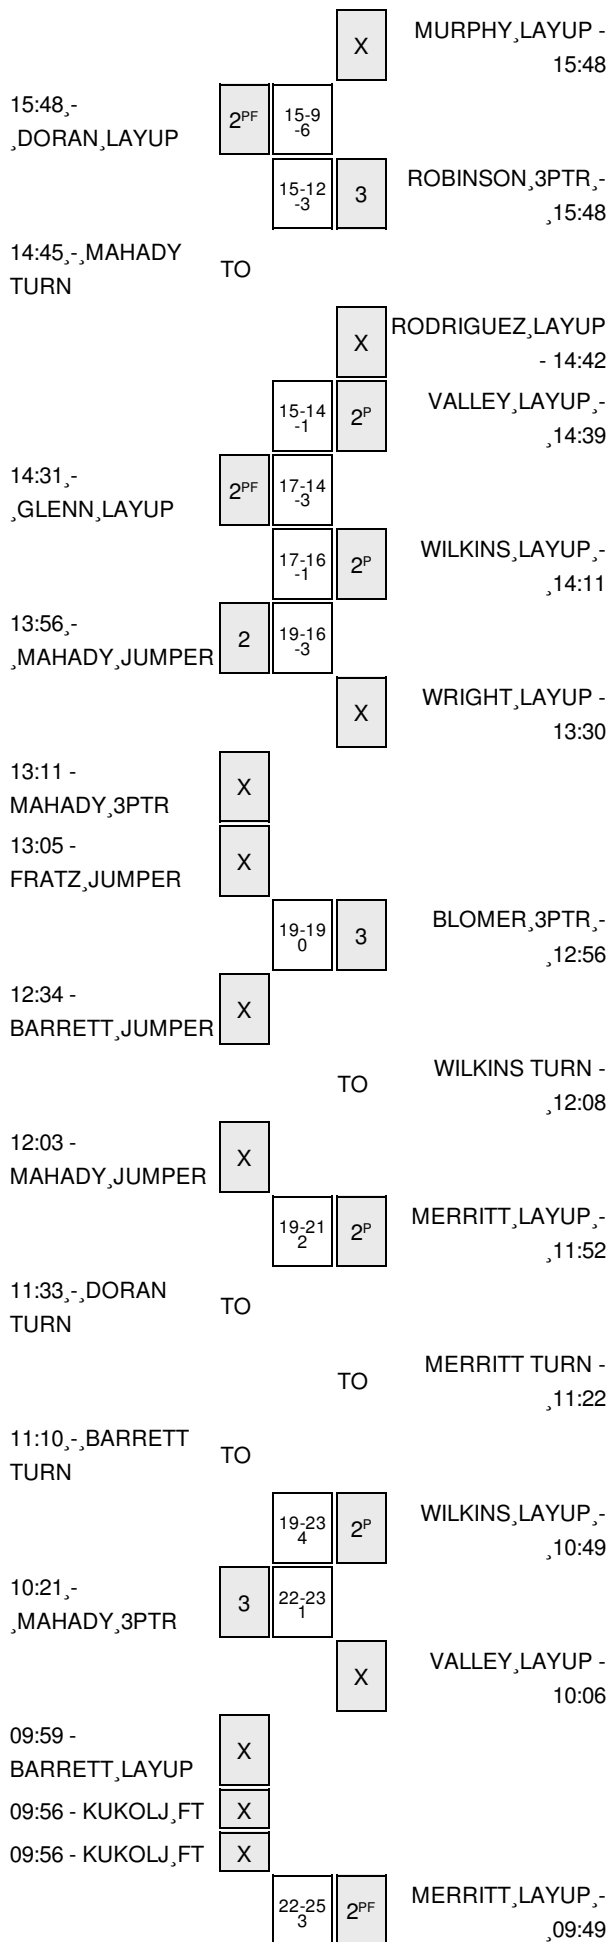 X
MURPHY¸LAYUP -
15:48
15:48¸-
¸DORAN¸LAYUP
2PF
15-9
-6
15-12
-3
3
ROBINSON¸3PTR¸-
¸15:48
14:45¸-¸MAHADY
TURN
TO
X
RODRIGUEZ¸LAYUP
- 14:42
15-14
-1
2P
VALLEY¸LAYUP¸-
¸14:39
14:31¸-
¸GLENN¸LAYUP
2PF
17-14
-3
17-16
-1
2P
WILKINS¸LAYUP¸-
¸14:11
13:56¸-
¸MAHADY¸JUMPER
2
19-16
-3
X
WRIGHT¸LAYUP -
13:30
13:11 -
MAHADY¸3PTR
X
13:05 -
FRATZ¸JUMPER
X
19-19
0
3
BLOMER¸3PTR¸-
¸12:56
12:34 -
BARRETT¸JUMPER
X
TO
WILKINS TURN -
¸12:08
12:03 -
MAHADY¸JUMPER
X
19-21
2
2P
MERRITT¸LAYUP¸-
¸11:52
11:33¸-¸DORAN
TURN
TO
TO
MERRITT TURN -
¸11:22
11:10¸-¸BARRETT
TURN
TO
19-23
4
2P
WILKINS¸LAYUP¸-
¸10:49
10:21¸-
¸MAHADY¸3PTR
3
22-23
1
X
VALLEY¸LAYUP -
10:06
09:59 -
BARRETT¸LAYUP
X
09:56 - KUKOLJ¸FT X
09:56 - KUKOLJ¸FT X
22-25
3
2PF
MERRITT¸LAYUP¸-
¸09:49